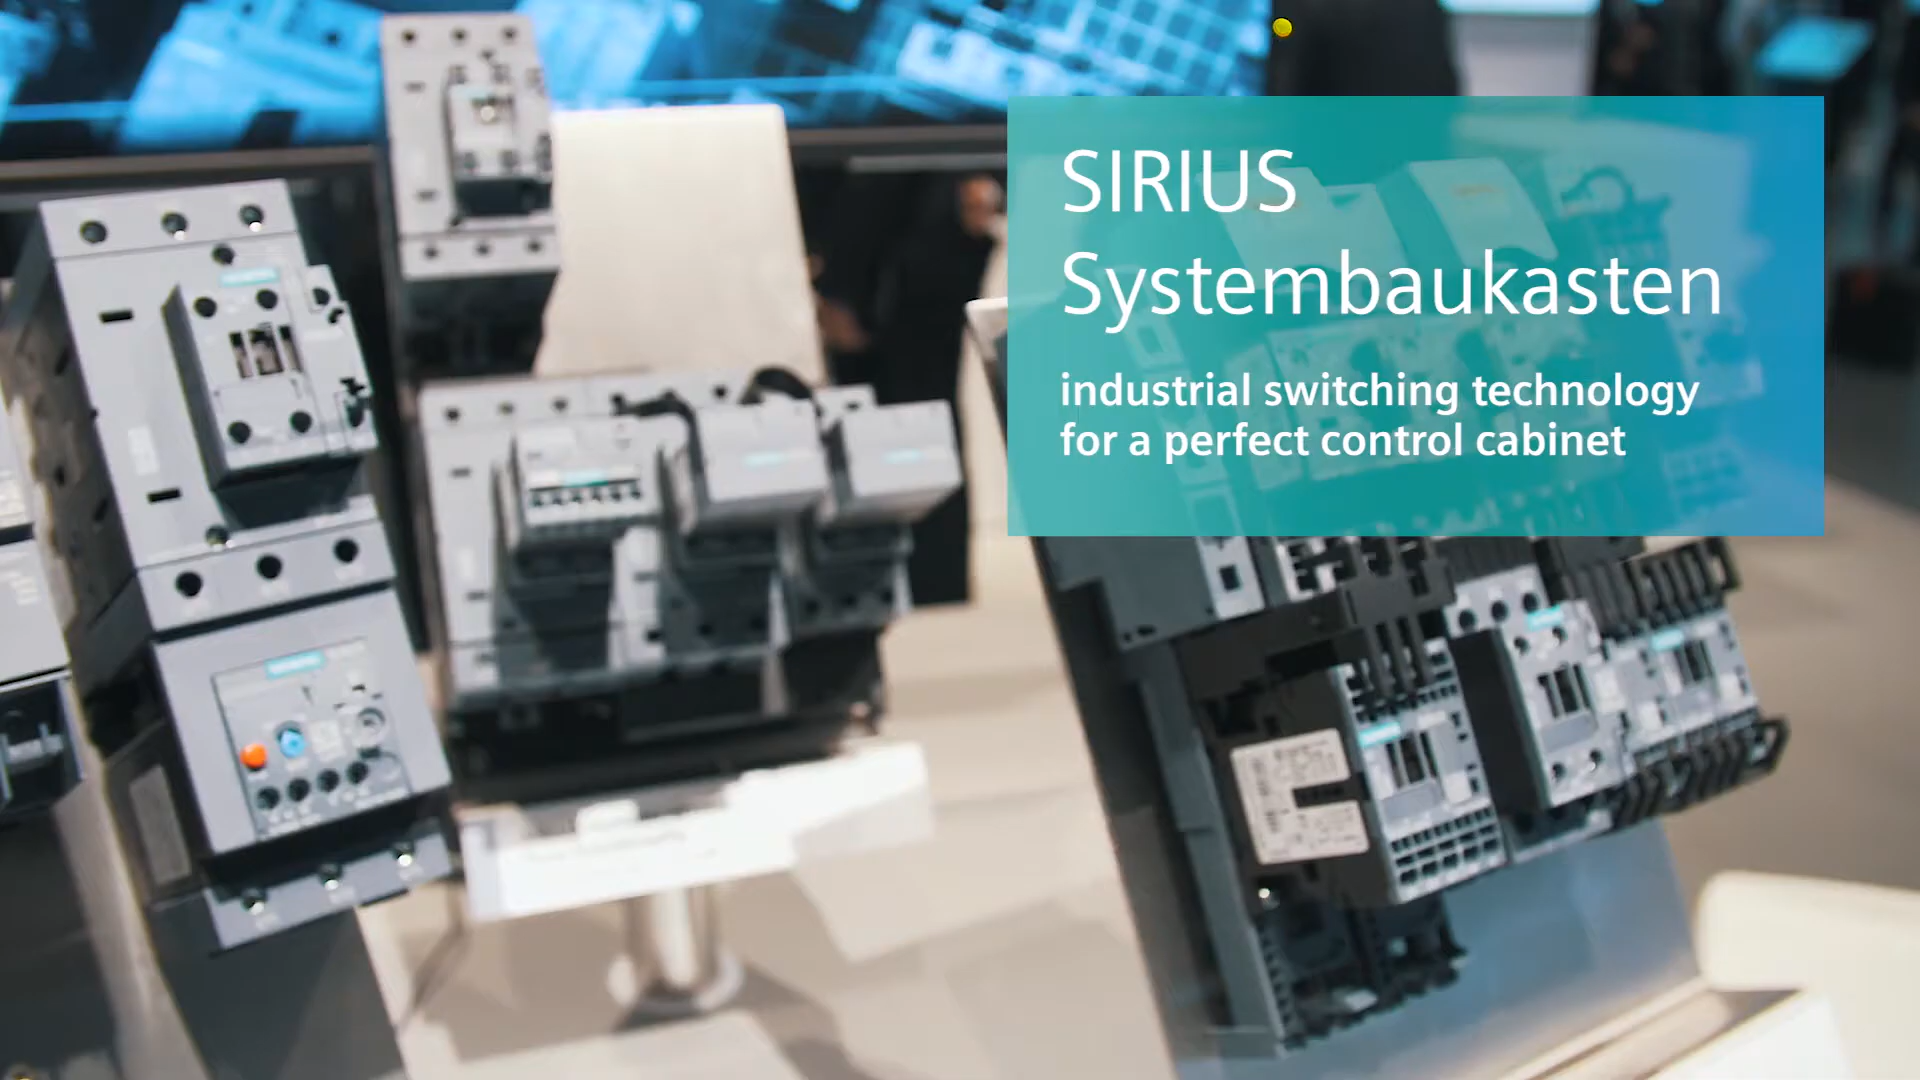 SIRIUS
Systembaukasten
industrial switching technology
for a perfect control cabinet